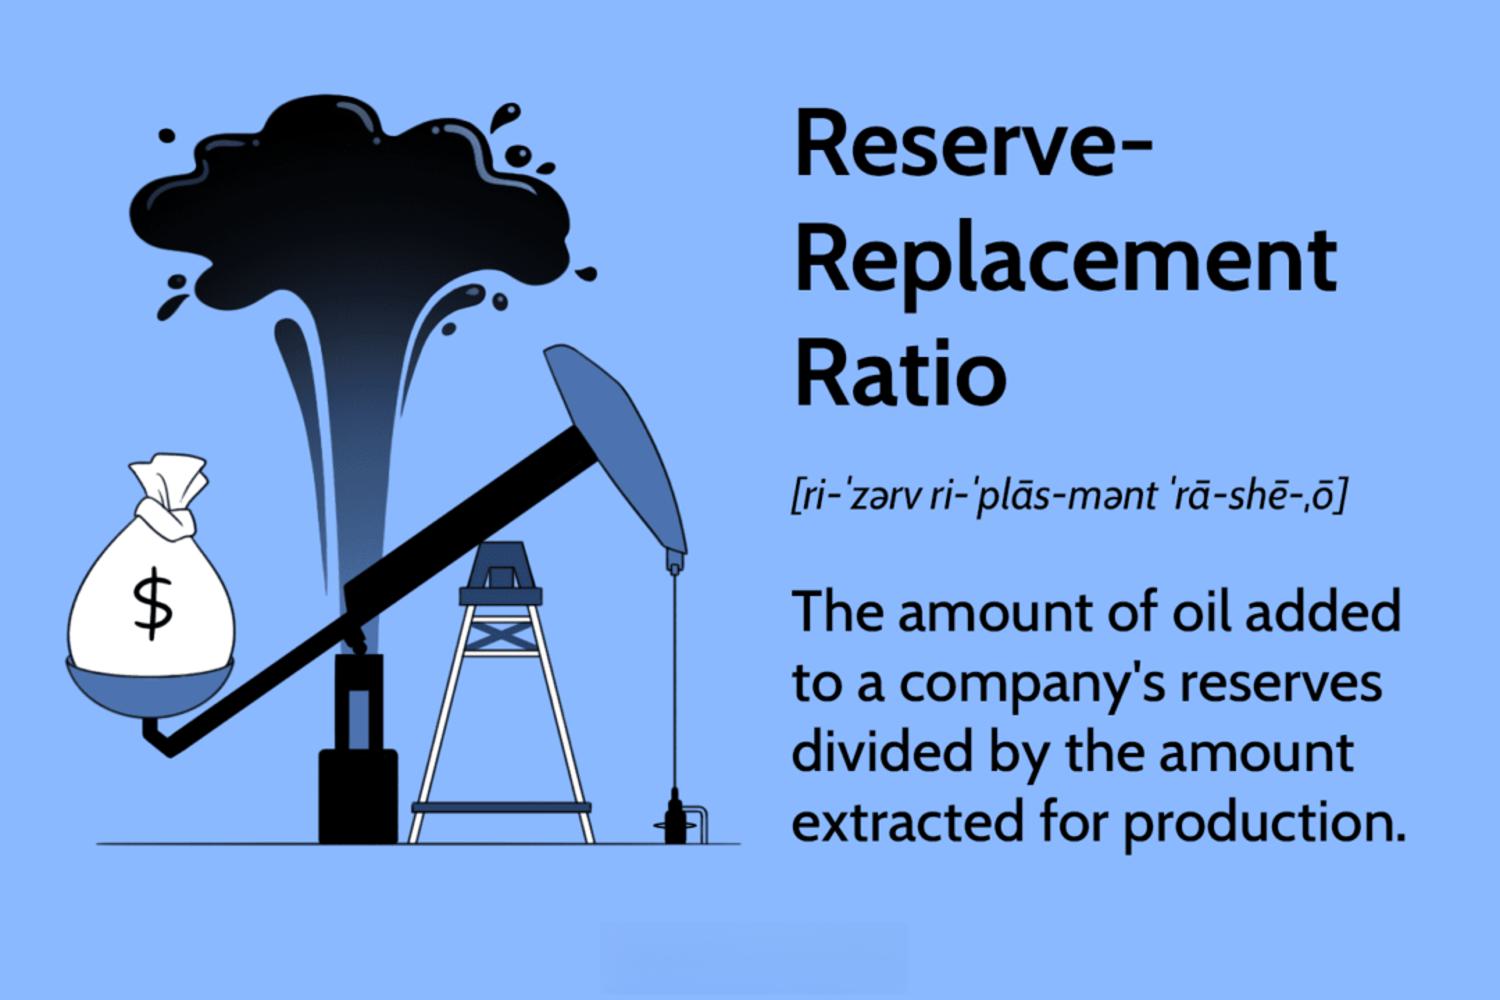 Reserve-
Replacement
Ratio
[ri-ˈzərv ri-ˈplās-mənt ˈrā-shē-ˌō]
The amount of oil added
to a company's reserves
divided by the amount
extracted for production.
$